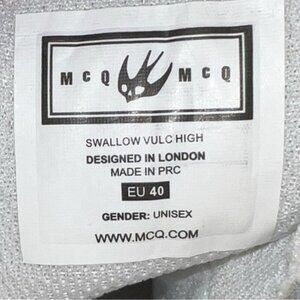 McQ McQ
SWALLOW VULC HIGH
DESIGNED IN LONDON
MADE IN PRC
EU 40
GENDER: UNISEX
WWW.MCQ.COM